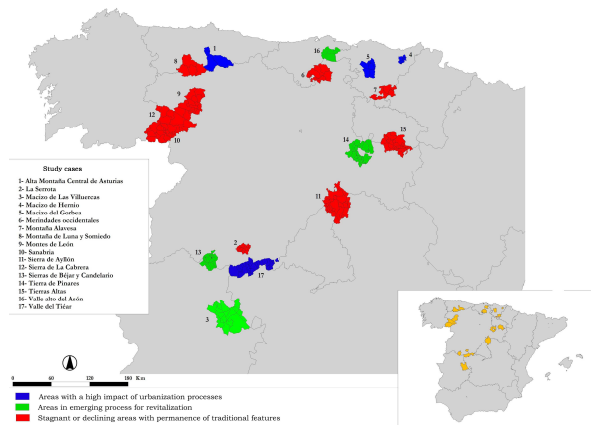 1
16
5
4
8
6
7
9
12
10
14
15
11
2
13
17
3
Study cases
1- Alta Montaña Central de Asturias
2- La Serrota
3- Macizo de Las Villuercas
4- Macizo de Hernio
5- Macizo del Gorbea
6- Merindades occidentales
7- Montaña Alavesa
8- Montaña de Luna y Somiedo
9- Montes de León
10- Sanabria
11- Sierra de Ayllón
12- Sierra de La Cabrera
13- Sierras de Béjar y Candelario
14- Tierra de Pinares
15- Tierras Altas
16- Valle alto del Asón
17- Valle del Tiétar
0 60 120 180 Km
Areas with a high impact of urbanization processes
Areas in emerging process for revitalization
Stagnant or declining areas with permanence of traditional features